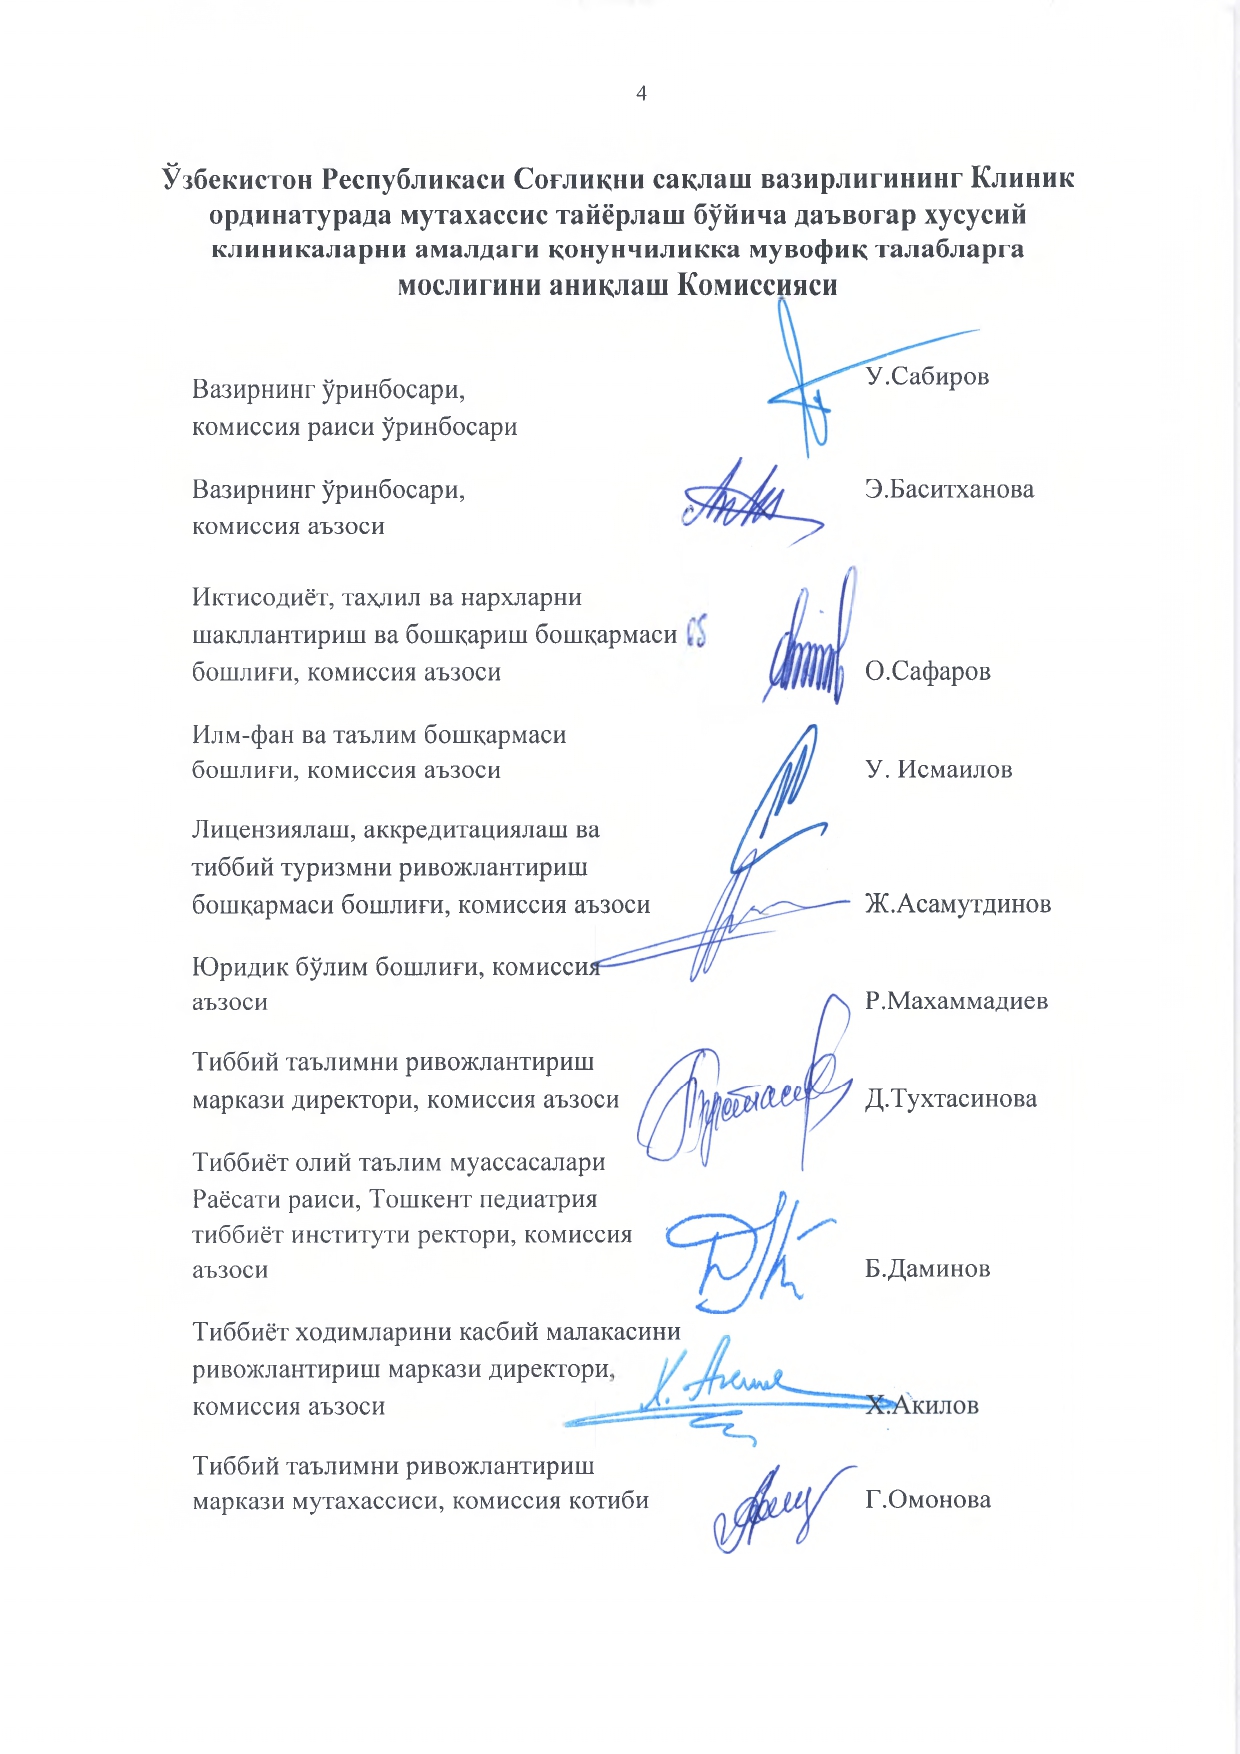 4
Ўзбекистон Республикаси Соғлиқни сақлаш вазирлигининг Клиник
ординатурада мутахассис тайёрлаш бўйича даъвогар хусусий
клиникаларни амалдаги қонунчиликка мувофиқ талабларга
мослигини аниқлаш Комиссияси
Вазирнинг ўринбосари,
комиссия раиси ўринбосари
У.Сабиров
Вазирнинг ўринбосари,
комиссия аъзоси
Э.Баситханова
Иктисодиёт, таҳлил ва нархларни
шакллантириш ва бошқариш бошқармаси
бошлиғи, комиссия аъзоси
О.Сафаров
Илм-фан ва таълим бошқармаси
бошлиғи, комиссия аъзоси
У. Исмаилов
Лицензиялаш, аккредитациялаш ва
тиббий туризмни ривожлантириш
бошқармаси бошлиғи, комиссия аъзоси
Ж.Асамутдинов
Юридик бўлим бошлиғи, комиссия
аъзоси
Р.Махаммадиев
Тиббий таълимни ривожлантириш
маркази директори, комиссия аъзоси
Д.Тухтасинова
Тиббиёт олий таълим муассасалари
Раёсати раиси, Тошкент педиатрия
тиббиёт институти ректори, комиссия
аъзоси
Б.Даминов
Тиббиёт ходимларини касбий малакасини
ривожлантириш маркази директори,
комиссия аъзоси
Х.Акилов
Тиббий таълимни ривожлантириш
маркази мутахассиси, комиссия котиби
Г.Омонова